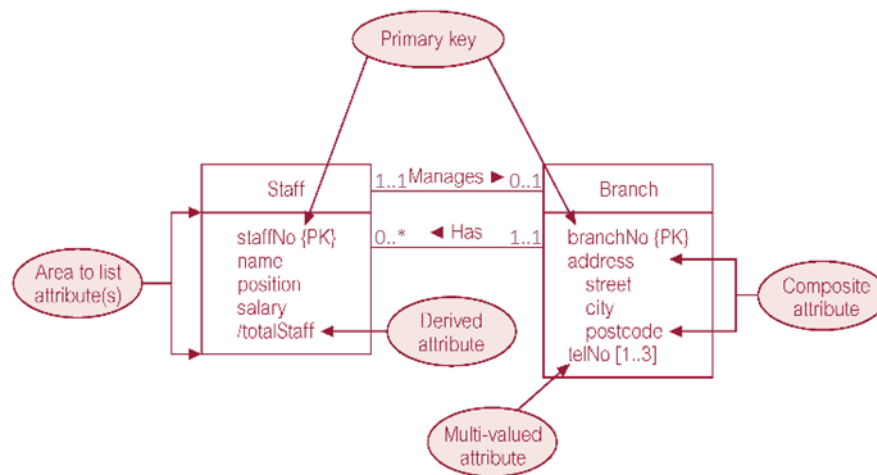 Primary key
Staff
1..1 Manages ► 0..1
Branch
staffNo {PK}
name
position
salary
/totalStaff
0..* ◄ Has 1..1
branchNo {PK}
address
street
city
postcode
telNo [1..3]
Area to list
attribute(s)
Derived
attribute
Composite
attribute
Multi-valued
attribute